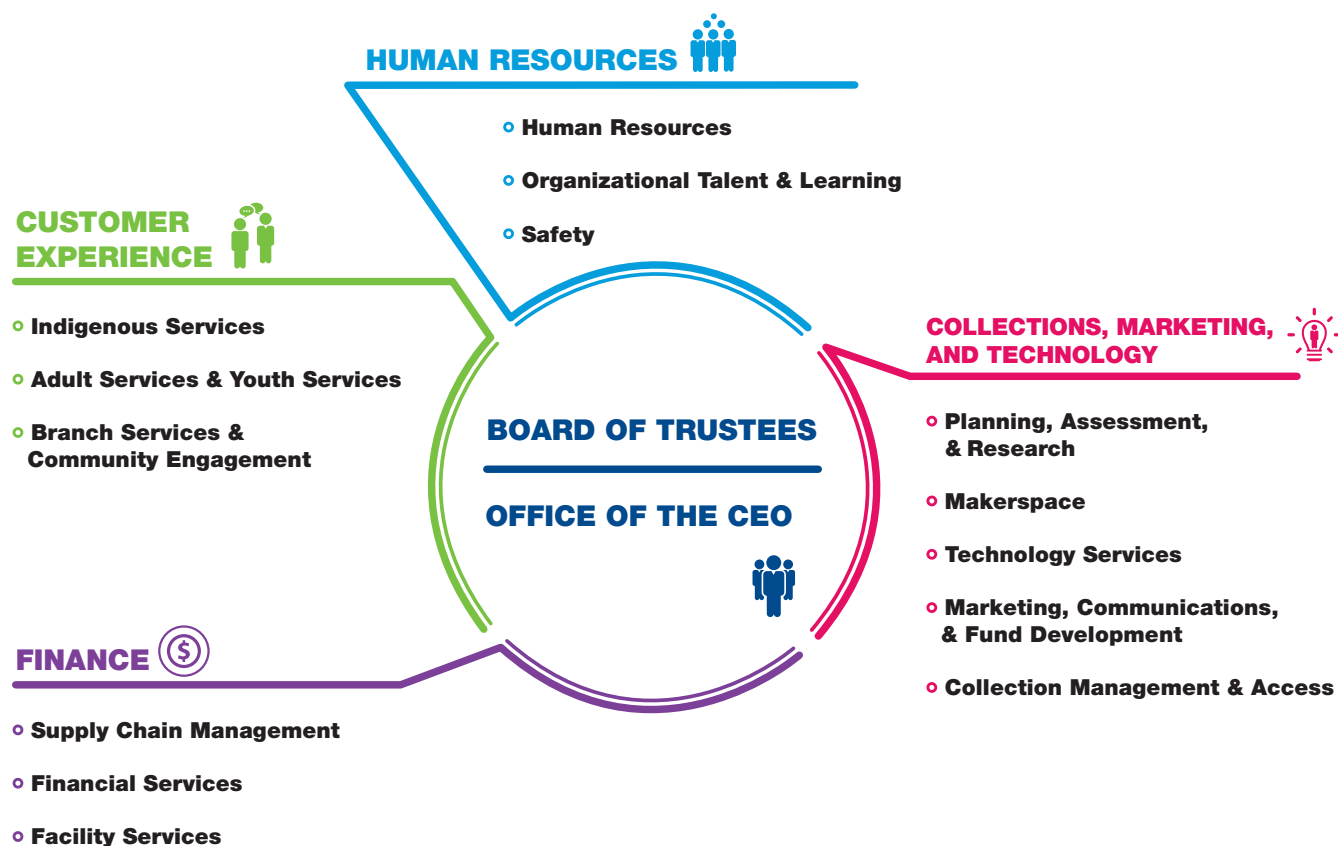 HUMAN RESOURCES
Human Resources
Organizational Talent & Learning
Safety
CUSTOMER
EXPERIENCE
Indigenous Services
Adult Services & Youth Services
Branch Services &
Community Engagement
BOARD OF TRUSTEES
OFFICE OF THE CEO
COLLECTIONS, MARKETING,
AND TECHNOLOGY
Planning, Assessment,
& Research
Makerspace
Technology Services
Marketing, Communications,
& Fund Development
Collection Management & Access
FINANCE $
Supply Chain Management
Financial Services
Facility Services